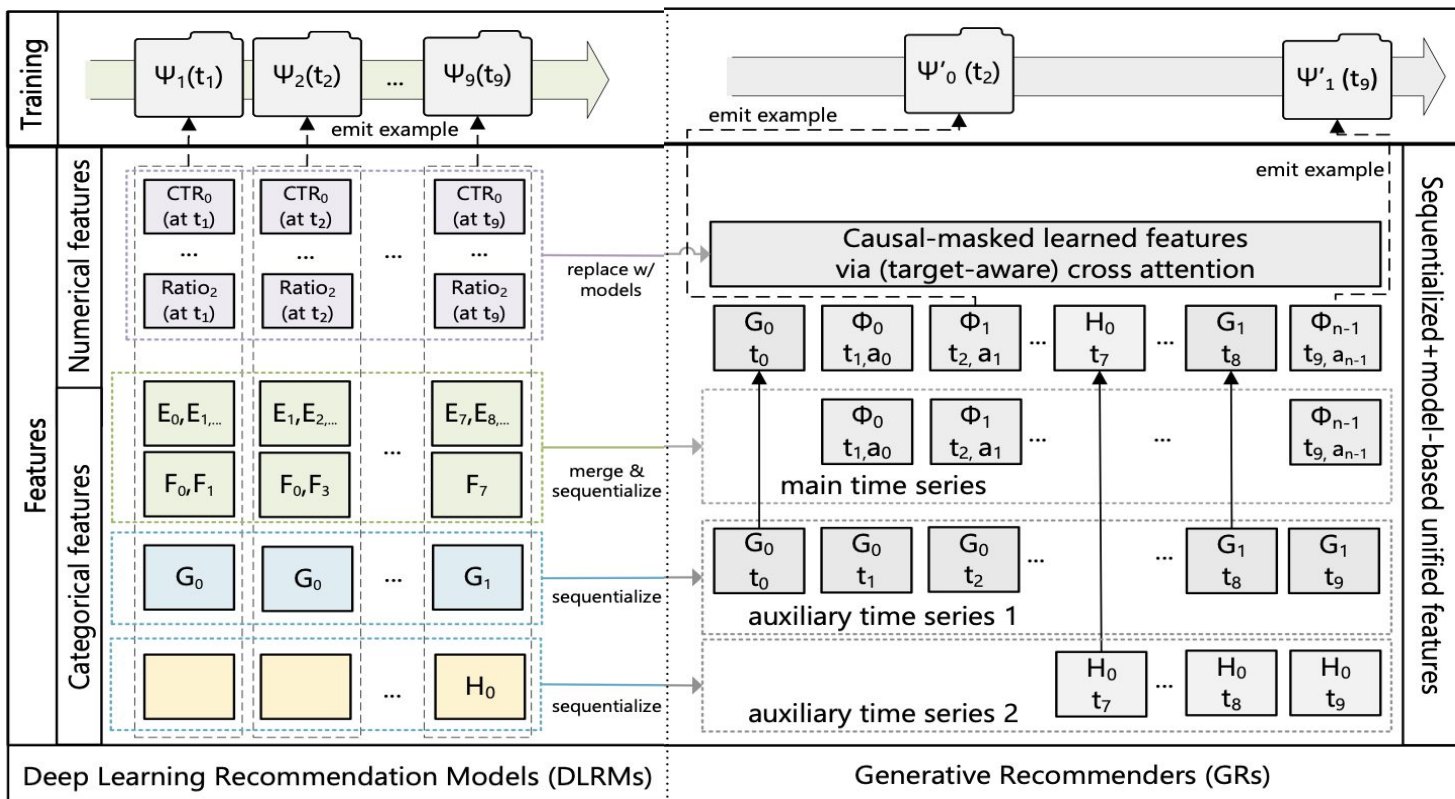 Training
Ψ₁(t₁)
Ψ₂(t₂)
...
Ψ₉(t₉)
emit example
Features
Numerical features
CTR₀
(at t₁)
CTR₀
(at t₂)
CTR₀
(at t₉)
...
...
...
...
Ratio₂
(at t₁)
Ratio₂
(at t₂)
Ratio₂
(at t₉)
replace w/
models
Categorical features
E₀,E₁,...
E₁,E₂,...
E₇,E₈,...
...
F₀,F₁
F₀,F₃
F₇
merge &
sequentialize
G₀
G₀
...
G₁
sequentialize
...
H₀
sequentialize
Deep Learning Recommendation Models (DLRMs)
Ψ'₀ (t₂)
Ψ'₁ (t₉)
emit example
emit example
Causal-masked learned features
via (target-aware) cross attention
G₀
t₀
Φ₀
t₁,a₀
Φ₁
t₂, a₁
...
H₀
t₇
...
G₁
t₈
Φₙ₋₁
t₉, aₙ₋₁
Φ₀
t₁,a₀
Φ₁
t₂, a₁
...
...
Φₙ₋₁
t₉, aₙ₋₁
main time series
G₀
t₀
G₀
t₁
G₀
t₂
...
...
G₁
t₈
G₁
t₉
auxiliary time series 1
H₀
t₇
...
H₀
t₈
H₀
t₉
auxiliary time series 2
Sequentialized+model-based unified features
Generative Recommenders (GRs)